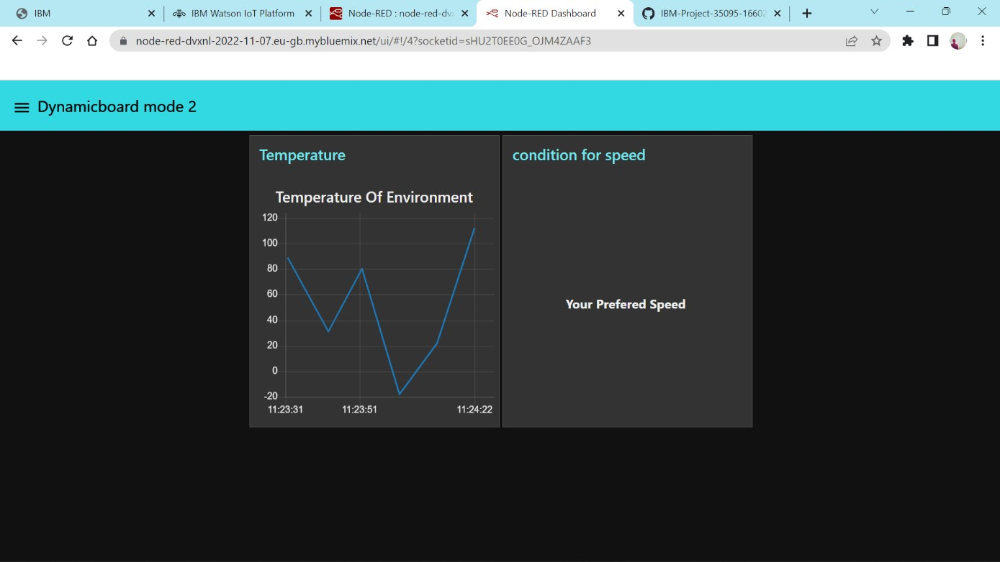 IBM
IBM Watson IoT Platform
Node-RED : node-red-dv
Node-RED Dashboard
IBM-Project-35095-16602
node-red-dvxnl-2022-11-07.eu-gb.mybluemix.net/ui/#!/4?socketid=sHU2T0EE0G_OJM4ZAAF3
Dynamicboard mode 2
Temperature
Temperature Of Environment
120
100
80
60
40
20
0
-20
11:23:31 11:23:51 11:24:22
condition for speed
Your Prefered Speed